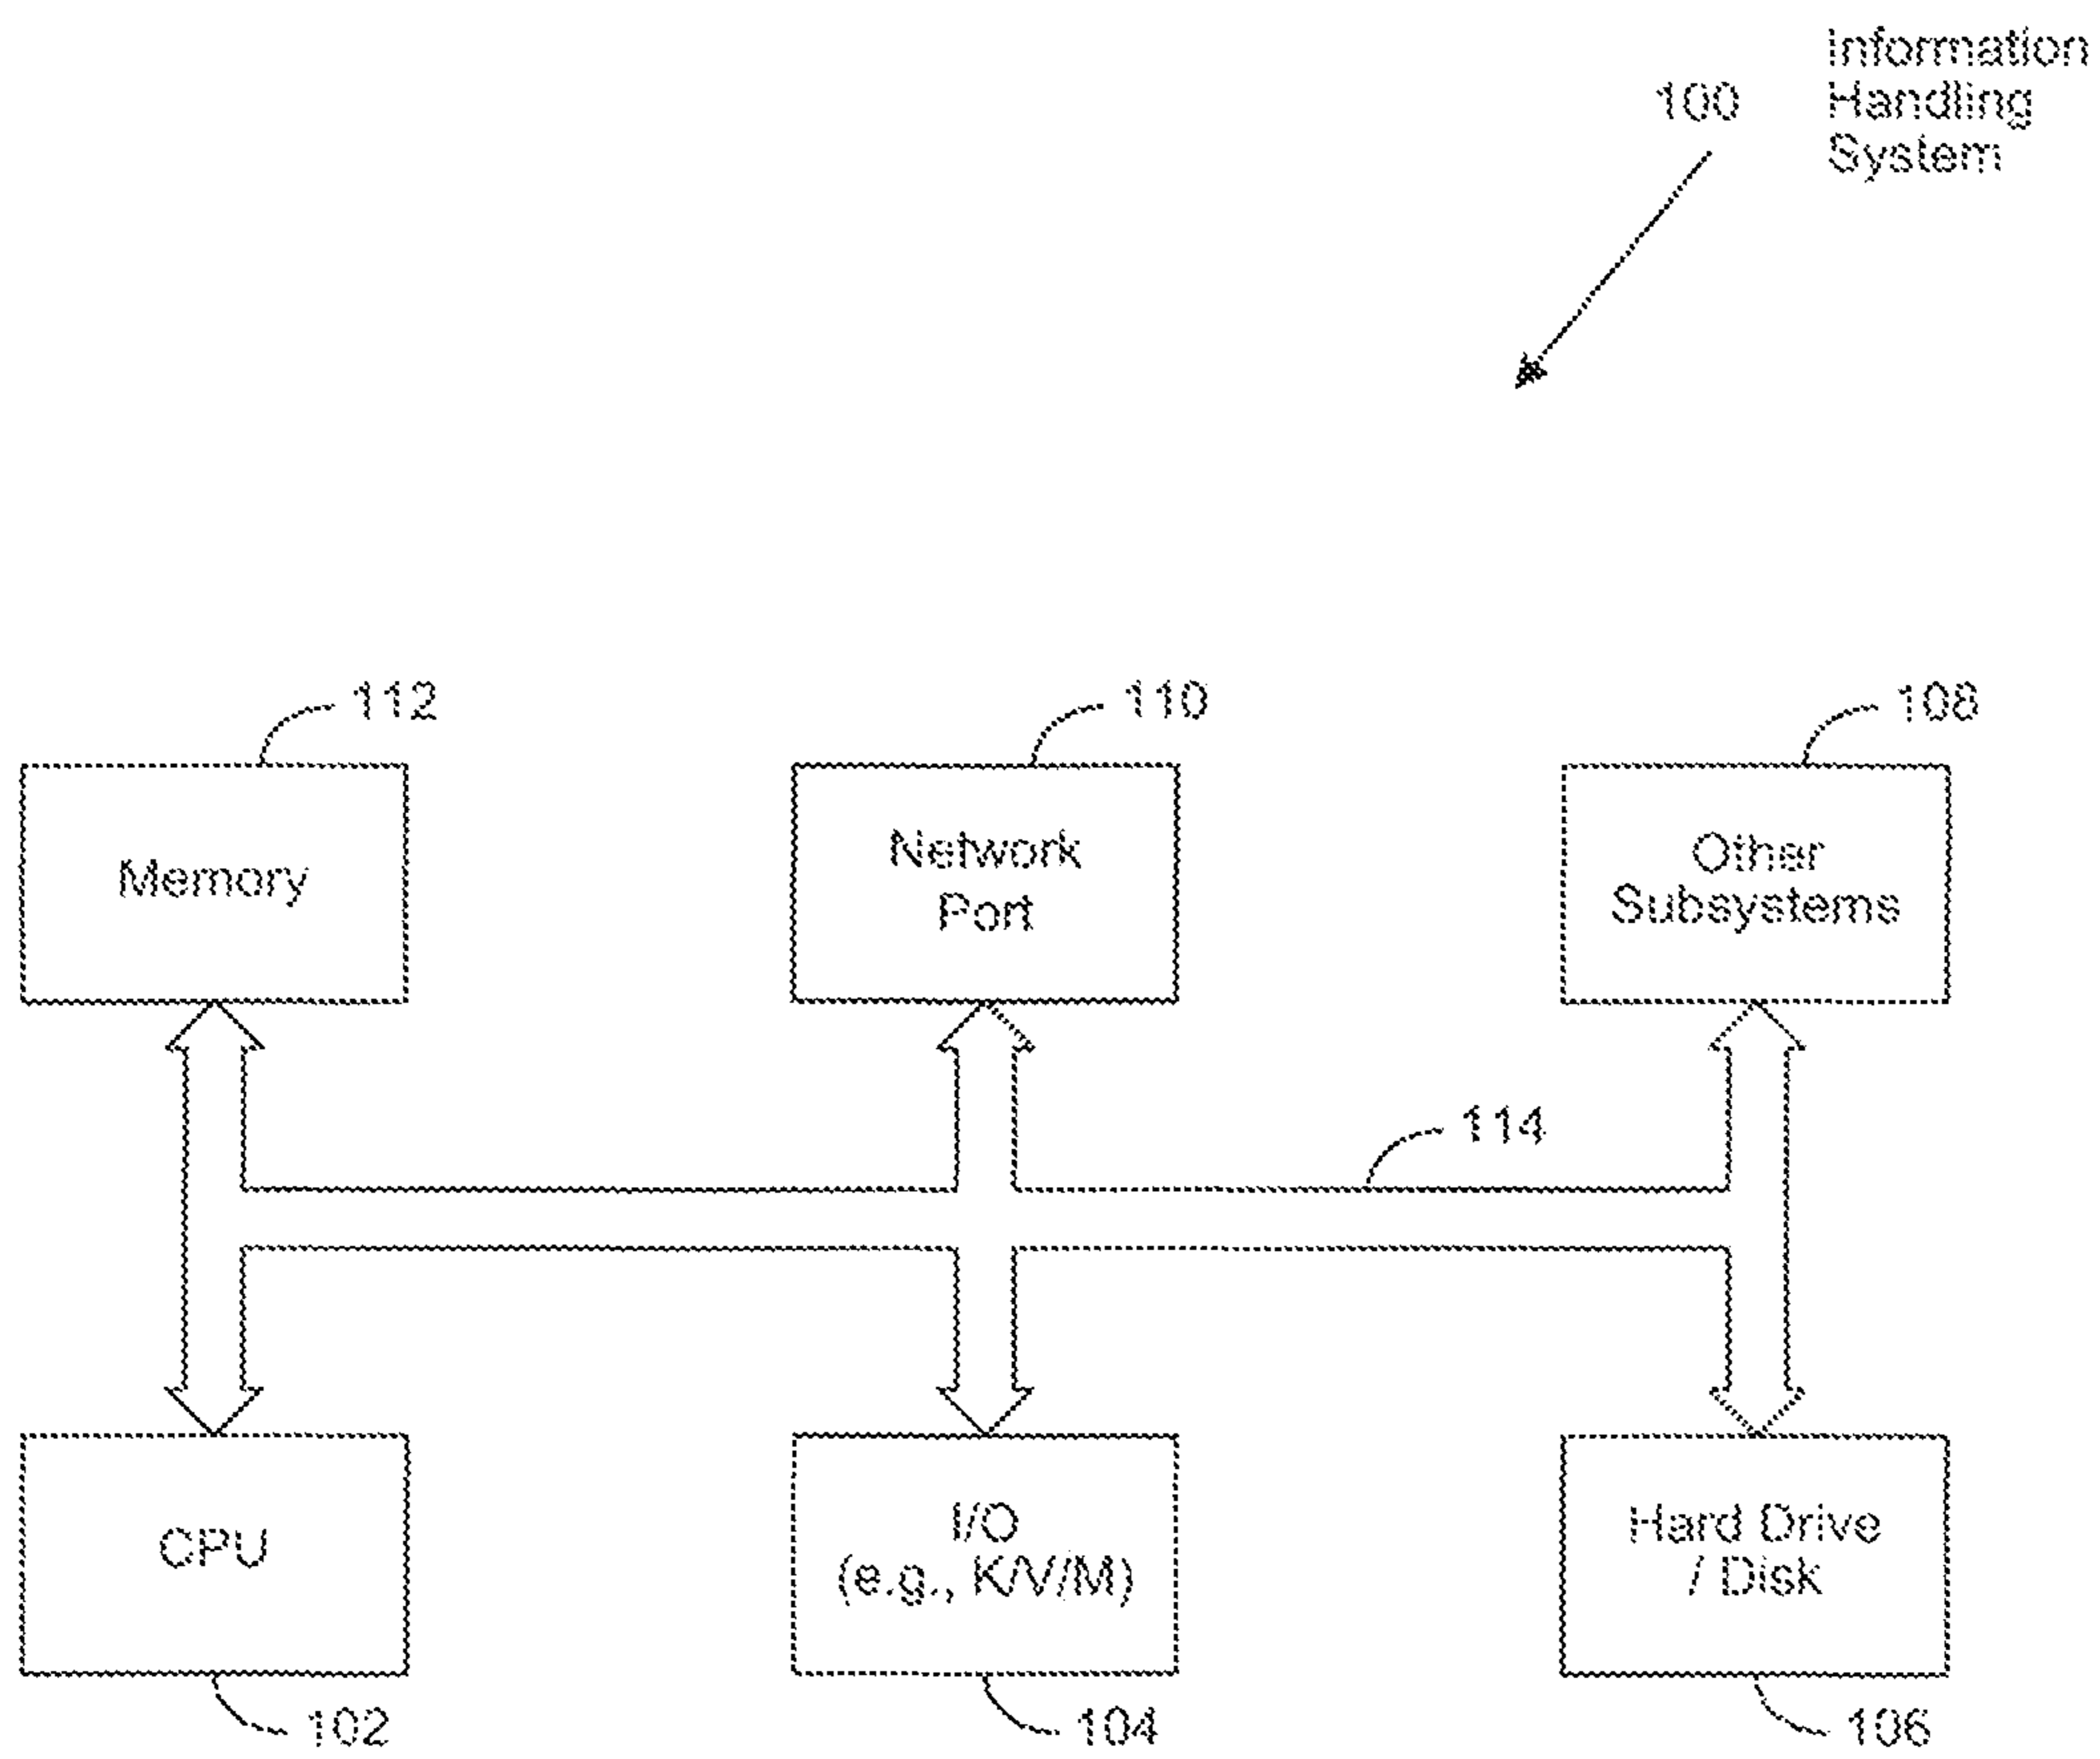 Information
100 Handling
System
112
110
108
Memory
Network
Port
Other
Subsystems
114
CPU
I/O
(e.g., K/V/M)
Hard Drive
/ Disk
102
104
106